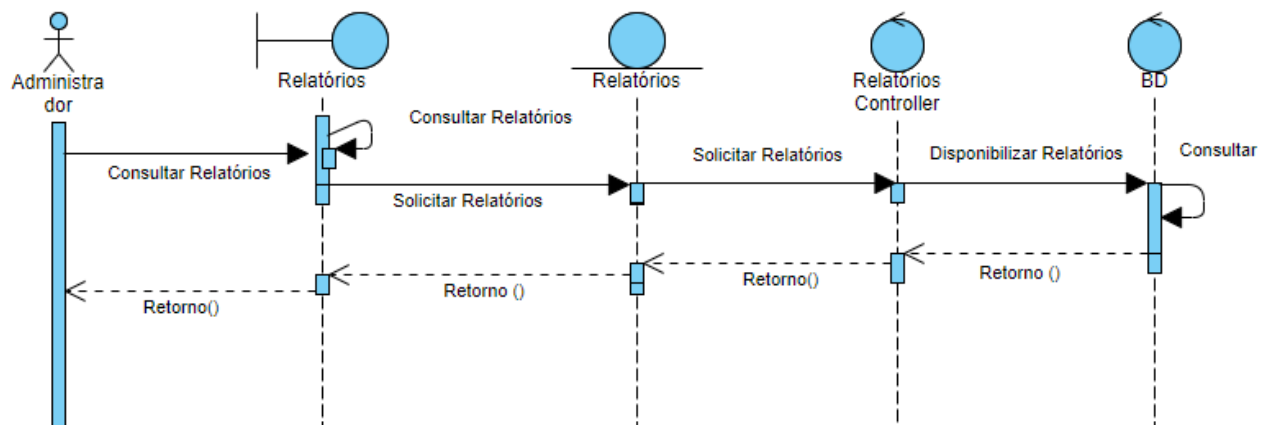 Administra
dor
Relatórios
Relatórios
Relatórios
Controller
BD
Consultar Relatórios
Consultar Relatórios
Solicitar Relatórios
Solicitar Relatórios
Disponibilizar Relatórios
Consultar
Retorno()
Retorno ()
Retorno()
Retorno ()